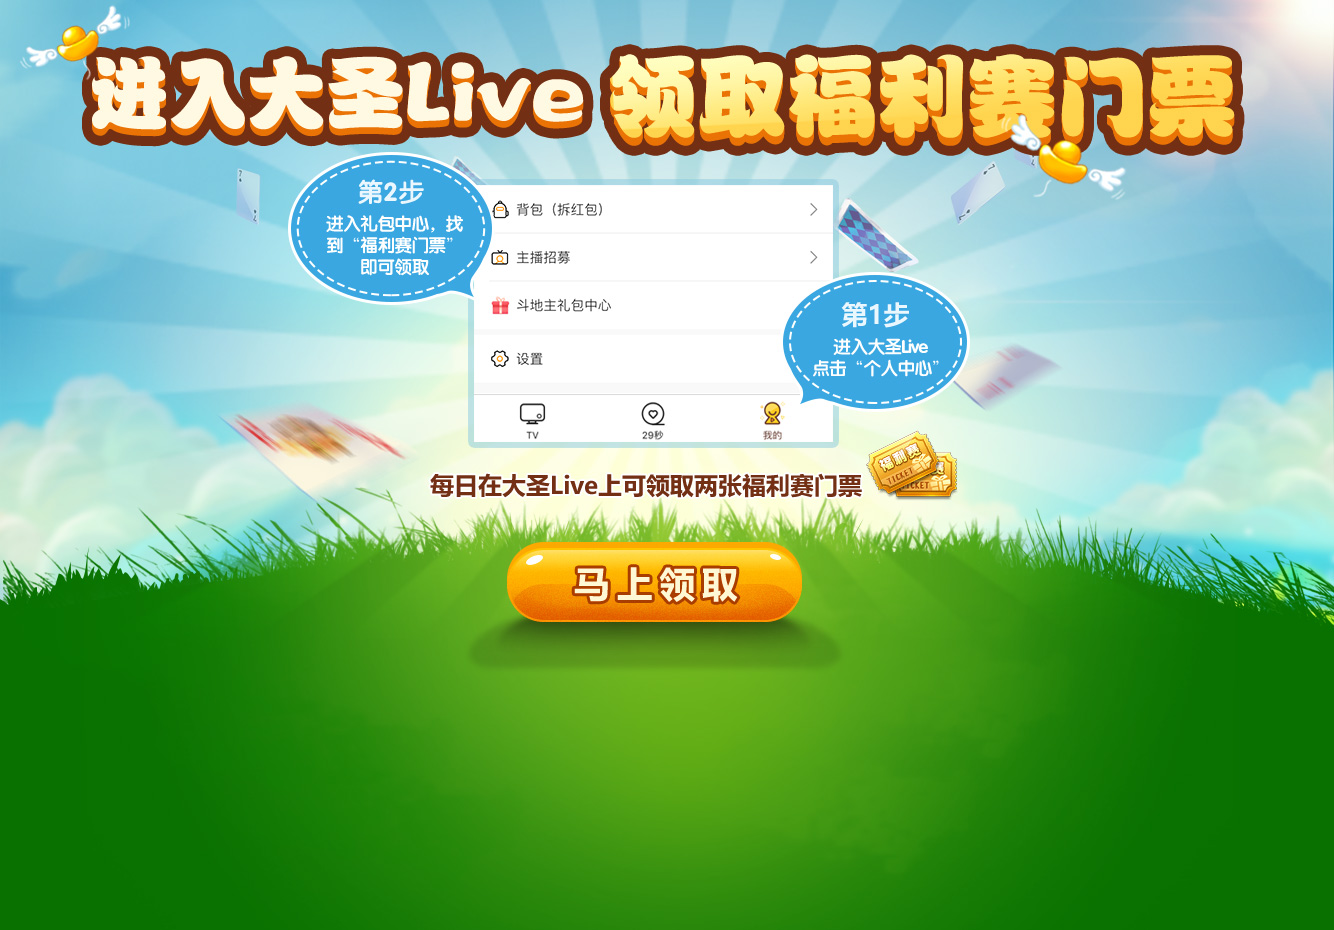 进入大圣Live 领取福利赛门票
第2步
进入礼包中心，找
到“福利赛门票”
即可领取
背包（拆红包）
主播招募
斗地主礼包中心
设置
第1步
进入大圣Live
点击“个人中心”
TV
29秒
我的
每日在大圣Live上可领取两张福利赛门票
福利赛
TICKET
TICKET
马上领取